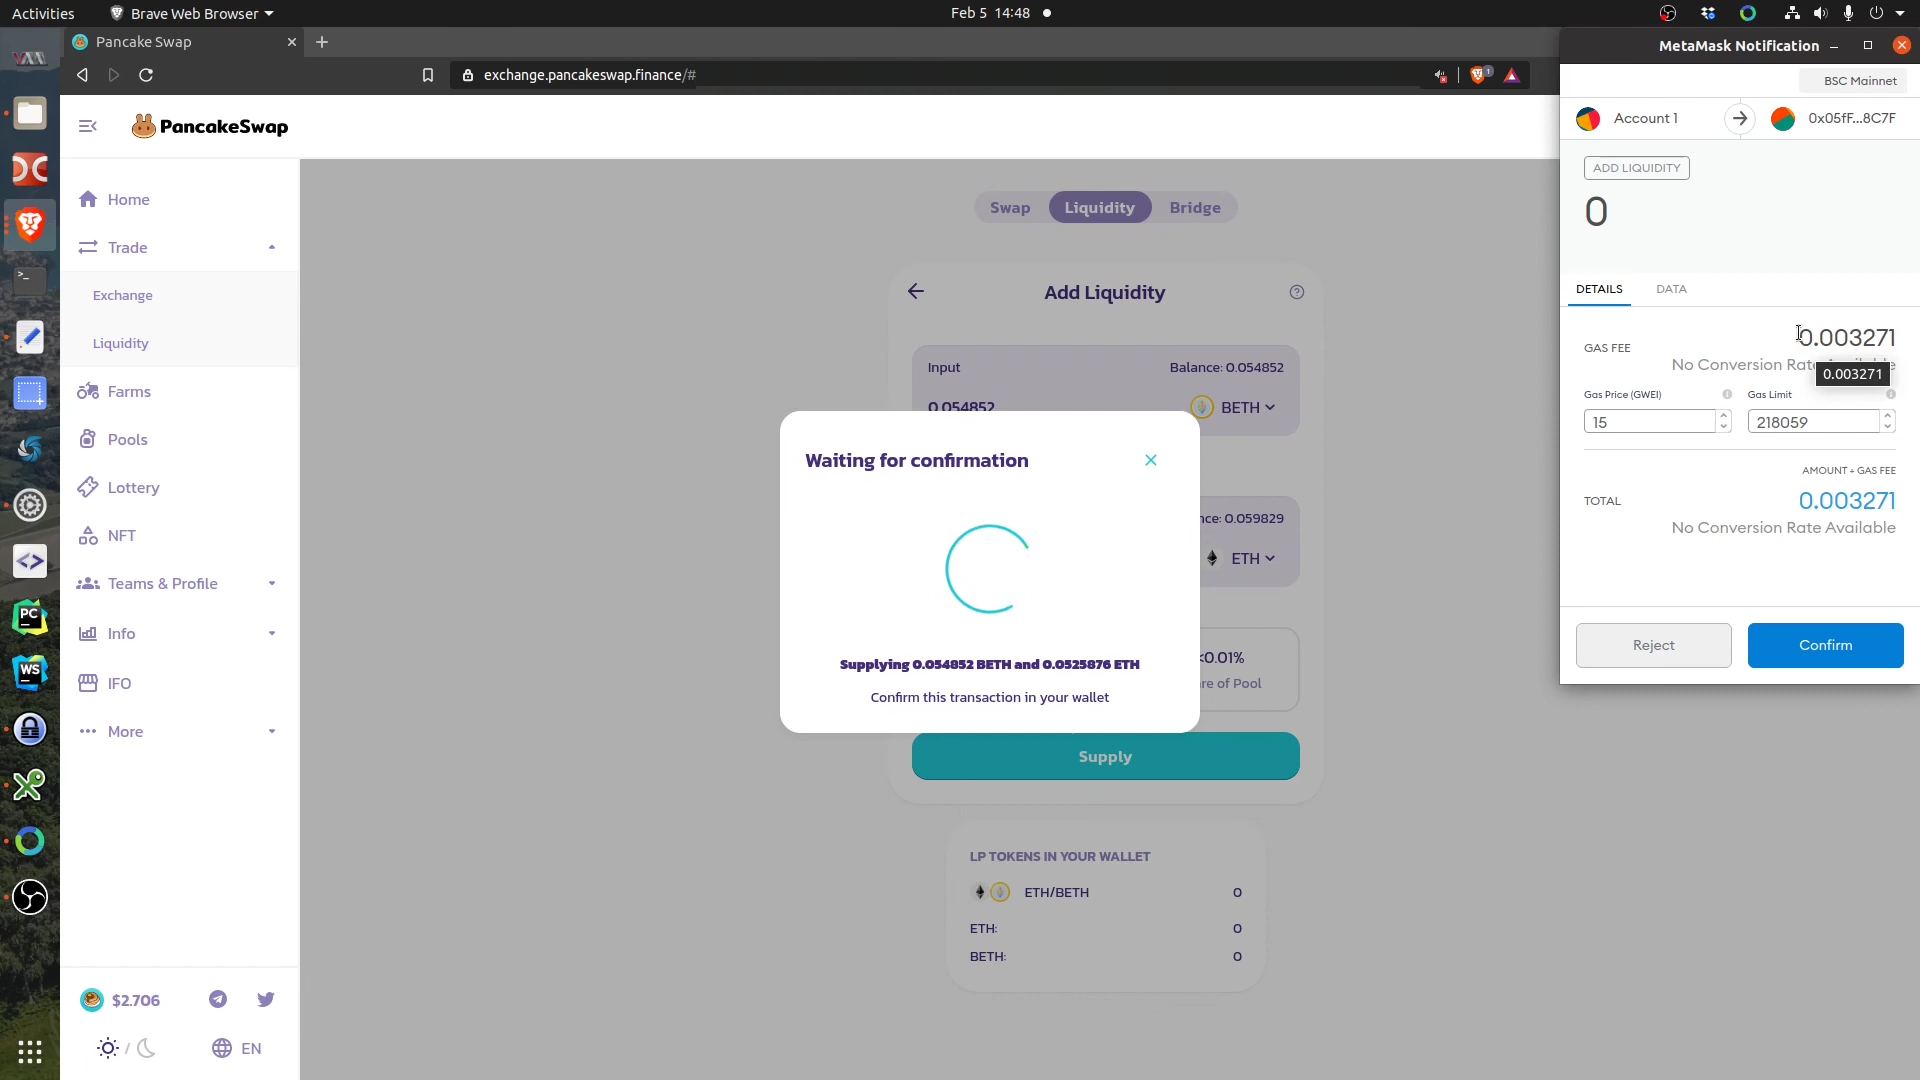 Activities
Brave Web Browser
Feb 5 14:48
Pancake Swap
exchange.pancakeswap.finance/#
1
MetaMask Notification
BSC Mainnet
Account 1
0x05fF...8C7F
ADD LIQUIDITY
0
DETAILS
DATA
GAS FEE
0.003271
No Conversion Rate
0.003271
Gas Price (GWEI)
Gas Limit
15
218059
AMOUNT + GAS FEE
TOTAL
0.003271
No Conversion Rate Available
Reject
Confirm
PancakeSwap
Home
Trade
Exchange
Liquidity
Farms
Pools
Lottery
NFT
Teams & Profile
Info
IFO
More
$2.706
/
EN
Swap
Liquidity
Bridge
Add Liquidity
?
Input
Balance: 0.054852
0.054852
BETH
nce: 0.059829
ETH
<0.01%
re of Pool
Waiting for confirmation
Supplying 0.054852 BETH and 0.0525876 ETH
Confirm this transaction in your wallet
Supply
LP TOKENS IN YOUR WALLET
ETH/BETH
0
ETH:
0
BETH:
0
>_
<>
PC
WS